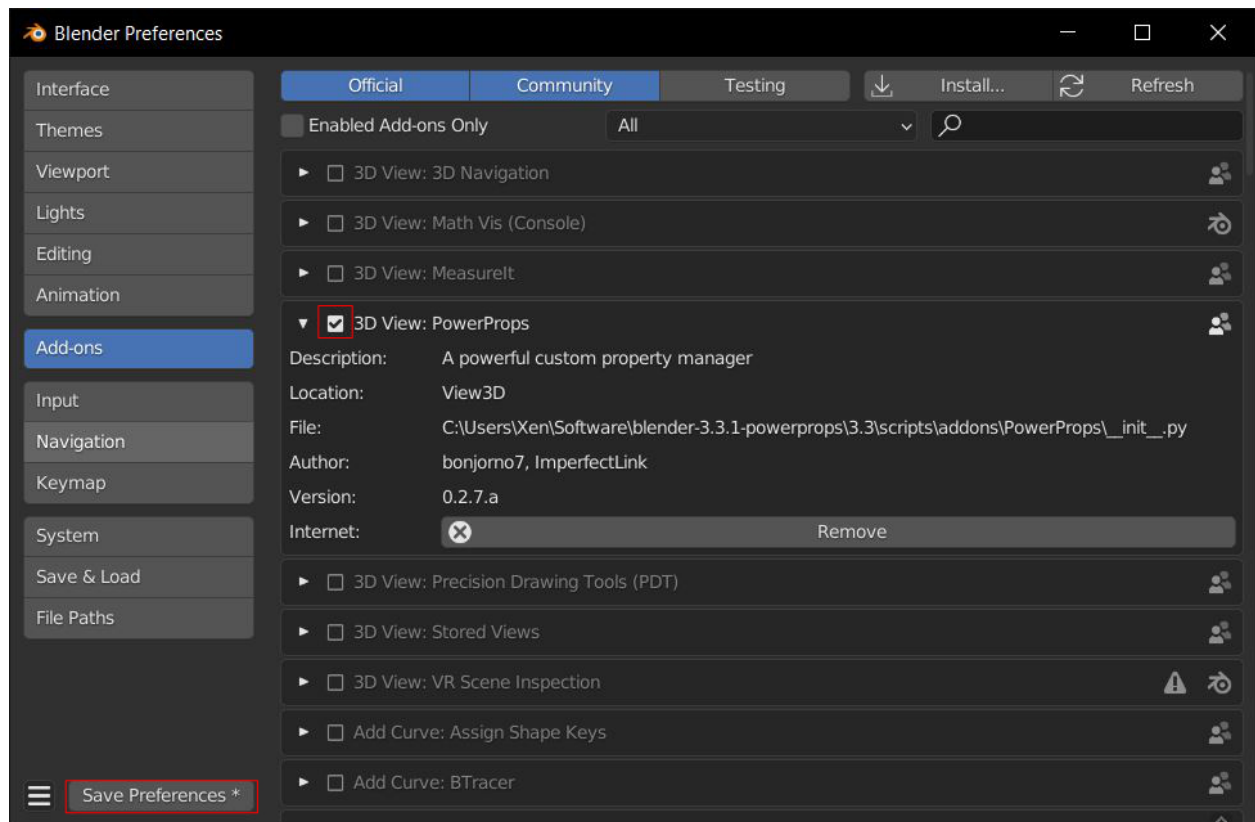 Blender Preferences
Interface
Themes
Viewport
Lights
Editing
Animation
Add-ons
Input
Navigation
Keymap
System
Save & Load
File Paths
Save Preferences *
Official Community Testing Install... Refresh
Enabled Add-ons Only All
3D View: 3D Navigation
3D View: Math Vis (Console)
3D View: MeasureIt
3D View: PowerProps
Description: A powerful custom property manager
Location: View3D
File: C:\Users\Xen\Software\blender-3.3.1-powerprops\3.3\scripts\addons\PowerProps\__init__.py
Author: bonjorno7, ImperfectLink
Version: 0.2.7.a
Internet: Remove
3D View: Precision Drawing Tools (PDT)
3D View: Stored Views
3D View: VR Scene Inspection
Add Curve: Assign Shape Keys
Add Curve: BTracer